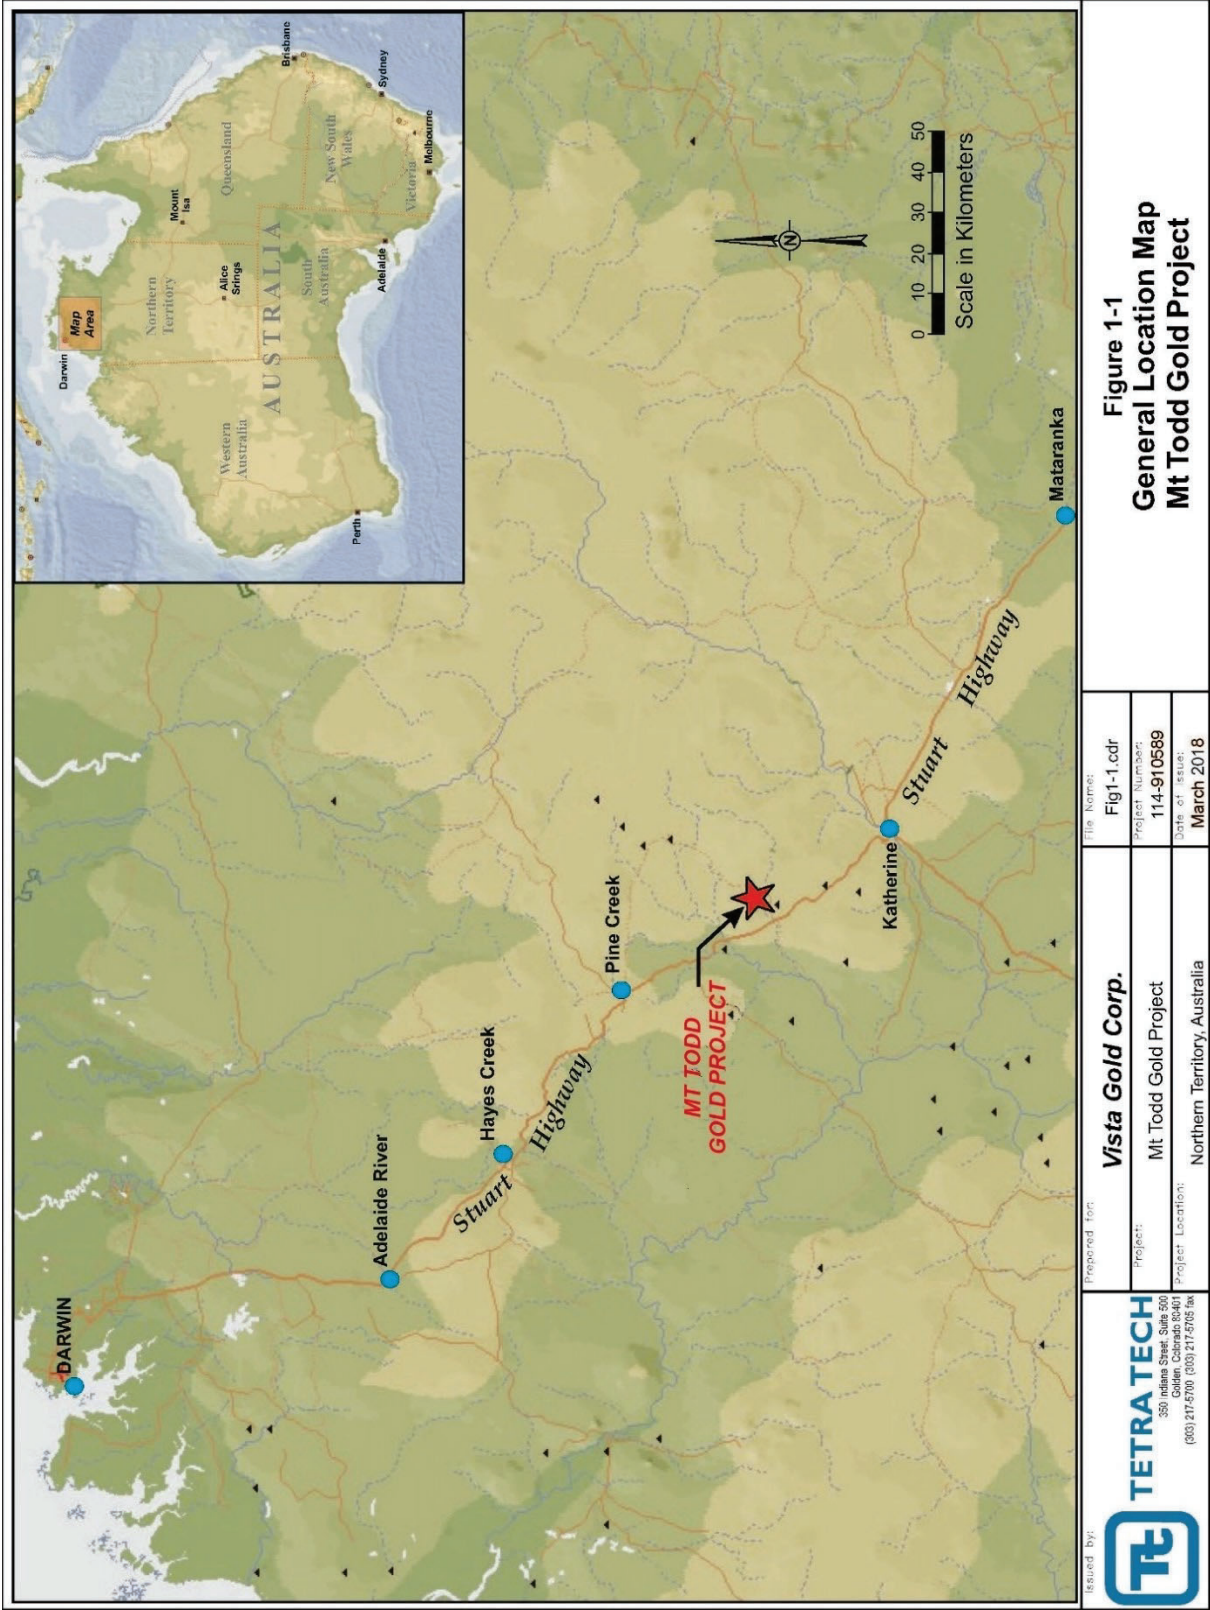 DARWIN
Adelaide River
Hayes Creek
Stuart
Highway
Pine Creek
MT TODD
GOLD PROJECT
Katherine
Stuart
Highway
Mataranka
Darwin
Map
Area
Northern
Territory
Mount
Isa
Queensland
Brisbane
Alice
Srings
Western
Australia
AUSTRALIA
South
Australia
New South
Wales
Sydney
Perth
Adelaide
Victoria
Melbourne
N
0 10 20 30 40 50
Scale in Kilometers
Issued by:
Tt
TETRA TECH
350 Indiana Street, Suite 500
Golden, Colorado 80401
(303) 217-5700 (303) 217-5705 fax
Prepared for:
Vista Gold Corp.
Project:
Mt Todd Gold Project
Project Location:
Northern Territory, Australia
File Name:
Fig1-1.cdr
Project Number:
114-910589
Date of Issue:
March 2018
Figure 1-1
General Location Map
Mt Todd Gold Project